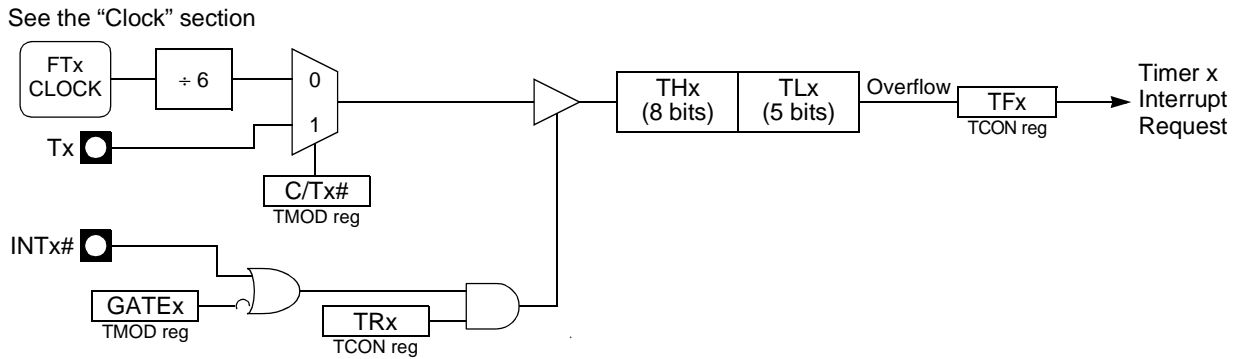 See the “Clock” section
FTx
CLOCK
÷ 6
0
1
Tx
C/Tx#
TMOD reg
THx
(8 bits)
TLx
(5 bits)
Overflow
TFx
TCON reg
Timer x
Interrupt
Request
INTx#
GATEx
TMOD reg
TRx
TCON reg